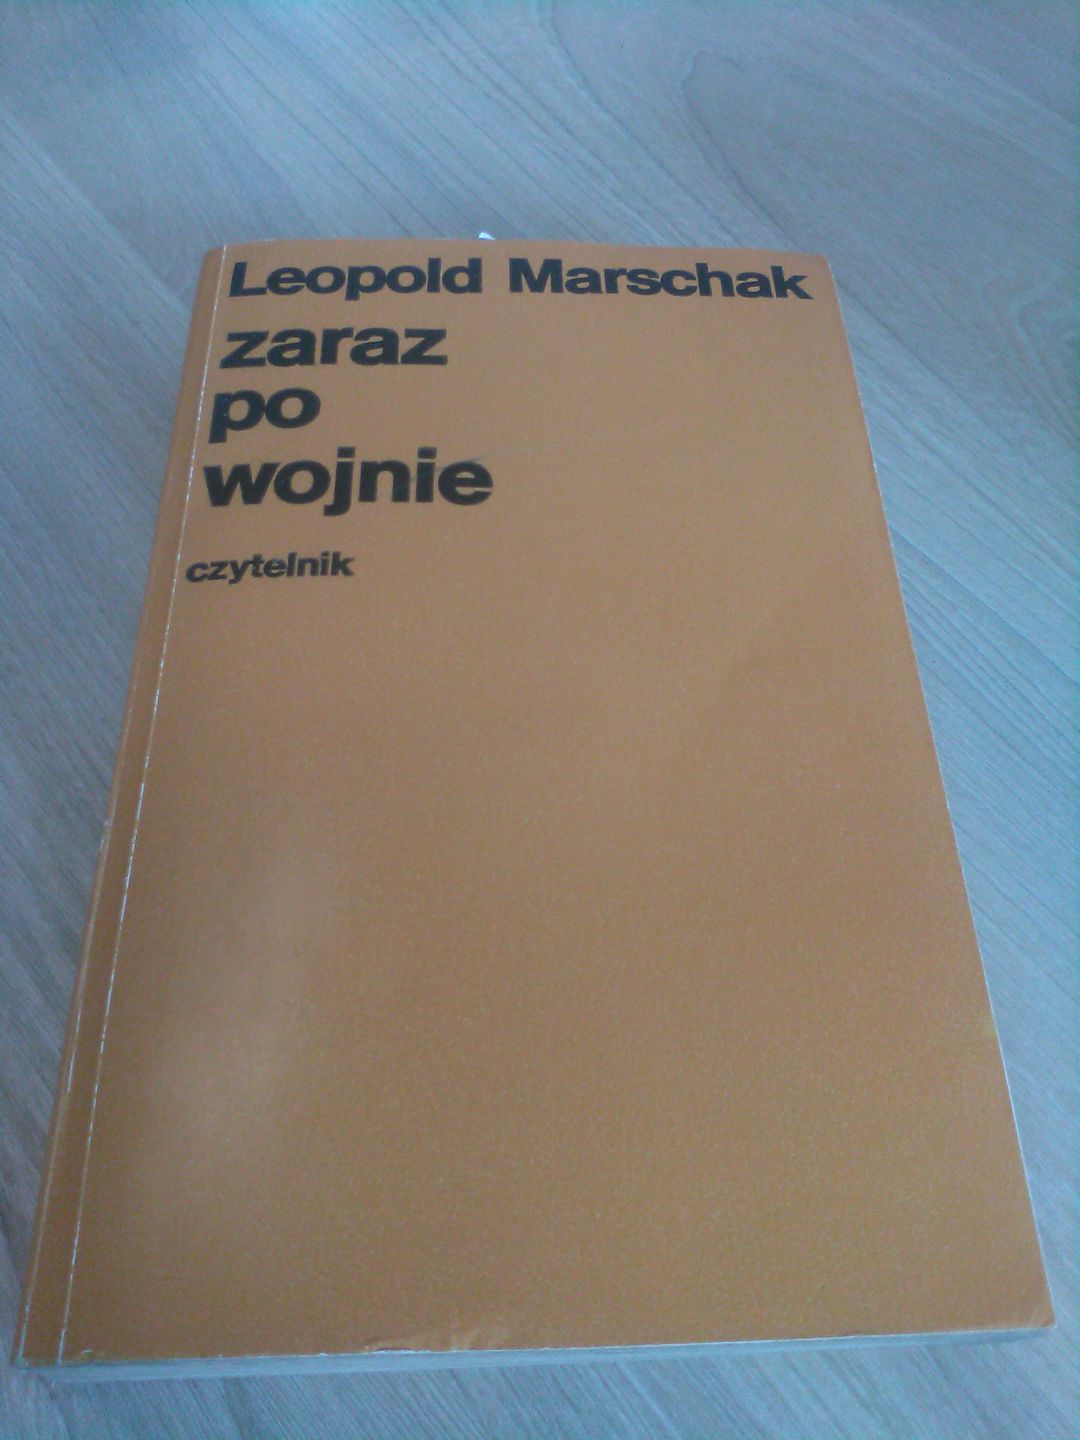 Leopold Marschak
zaraz
po
wojnie
czytelnik